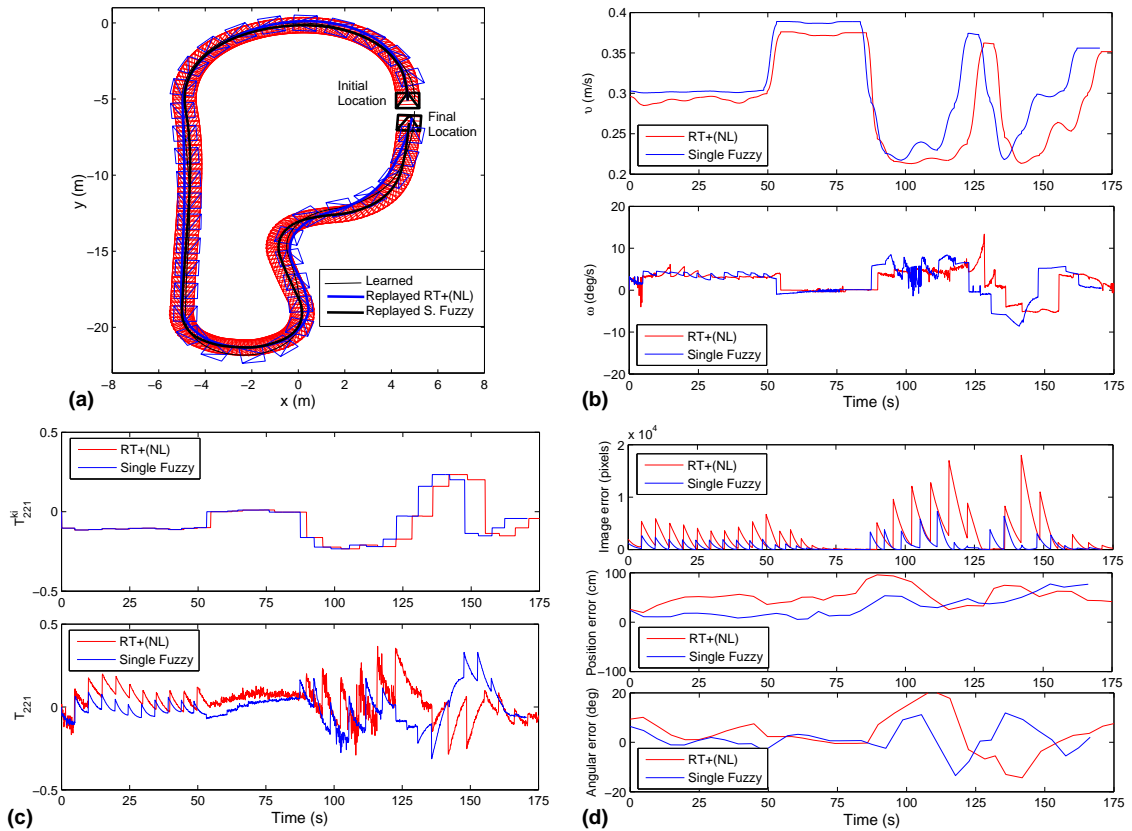 0
−5
−10
−15
−20
y (m)
−8
−6
−4
−2
0
2
4
6
8
x (m)
Initial
Location
Final
Location
Learned
Replayed RT+(NL)
Replayed S. Fuzzy
(a)
0.4
0.3
0.2
υ (m/s)
RT+(NL)
Single Fuzzy
0
25
50
75
100
125
150
175
20
10
0
−10
−20
ω (deg/s)
RT+(NL)
Single Fuzzy
0
25
50
75
100
125
150
175
Time (s)
(b)
0.5
0
−0.5
T221ki
RT+(NL)
Single Fuzzy
0
25
50
75
100
125
150
175
0.5
0
−0.5
T221
RT+(NL)
Single Fuzzy
0
25
50
75
100
125
150
175
Time (s)
(c)
x 10^4
2
1
0
Image error (pixels)
RT+(NL)
Single Fuzzy
0
25
50
75
100
125
150
175
100
0
−100
Position error (cm)
RT+(NL)
Single Fuzzy
0
25
50
75
100
125
150
175
20
0
−20
Angular error (deg)
RT+(NL)
Single Fuzzy
0
25
50
75
100
125
150
175
Time (s)
(d)